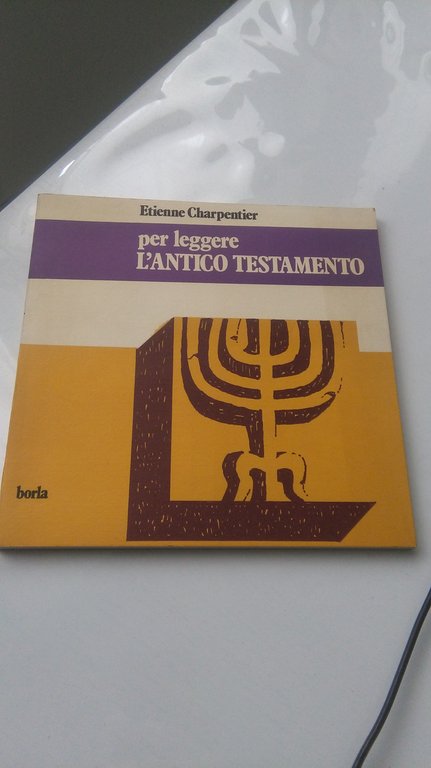 Etienne Charpentier
per leggere
L'ANTICO TESTAMENTO
borla